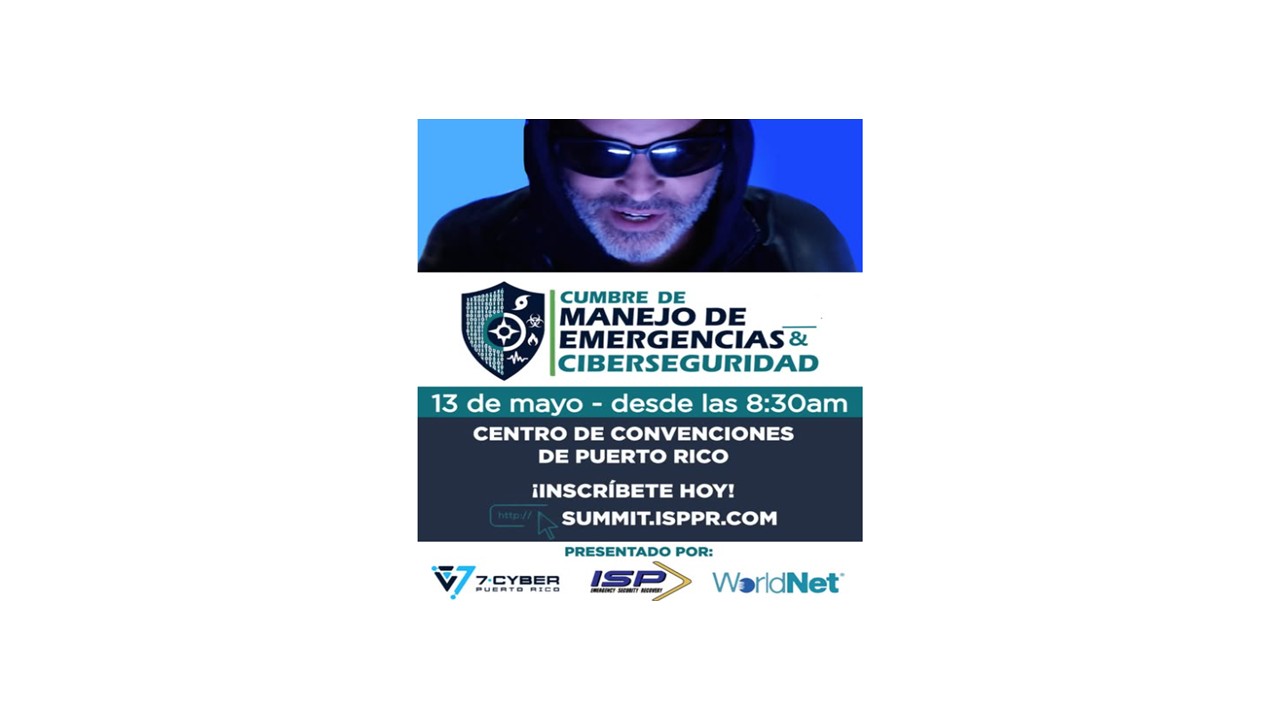 CUMBRE DE
MANEJO DE
EMERGENCIAS &
CIBERSEGURIDAD
13 de mayo - desde las 8:30am
CENTRO DE CONVENCIONES
DE PUERTO RICO
¡INSCRÍBETE HOY!
http:// SUMMIT.ISPPR.COM
PRESENTADO POR:
7·CYBER
PUERTO RICO
ISP
EMERGENCY SECURITY RECOVERY
WorldNet